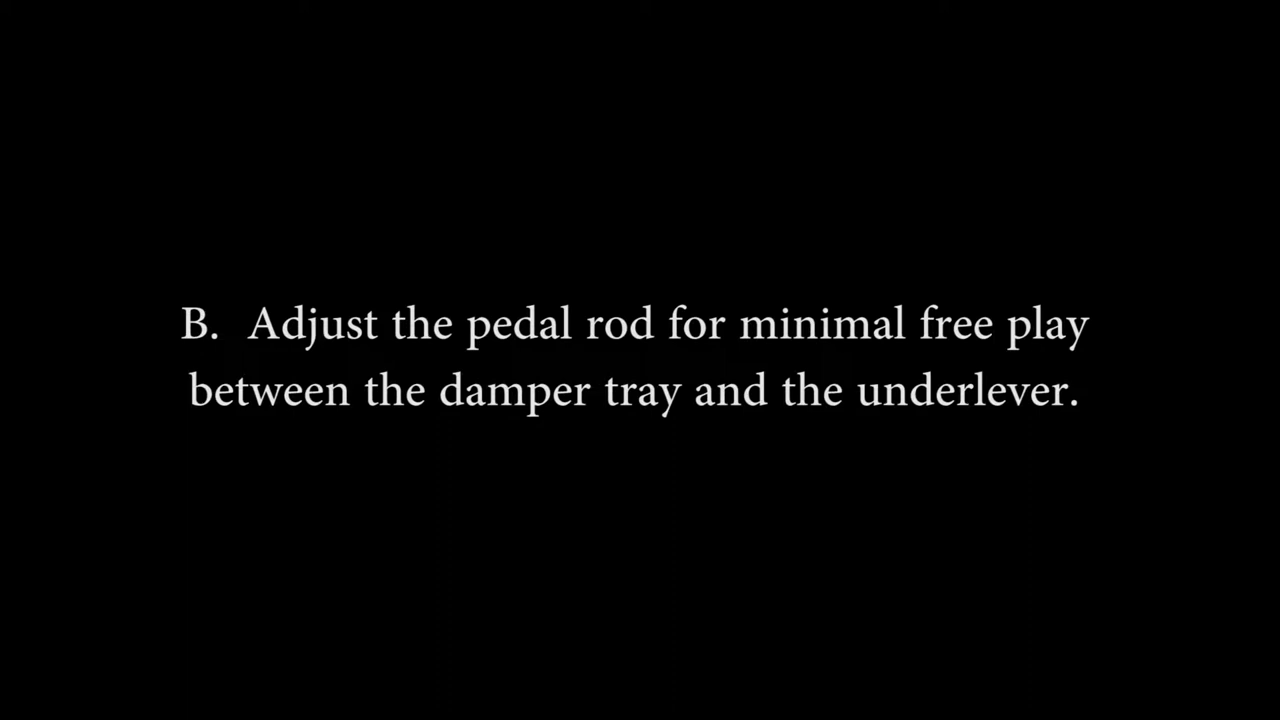 B.  Adjust the pedal rod for minimal free play
between the damper tray and the underlever.